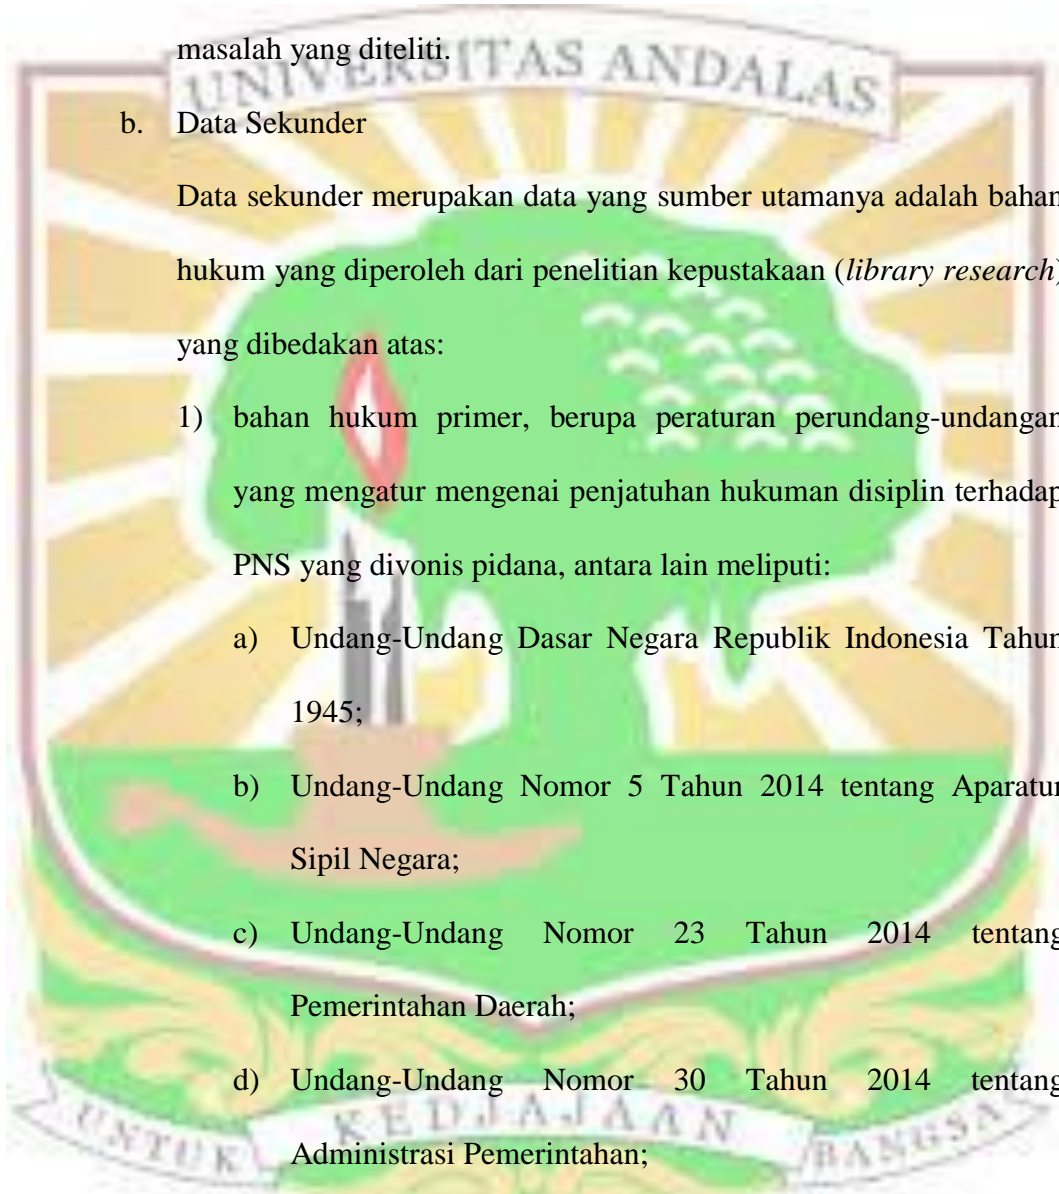 masalah yang diteliti.
UNIVERSITAS ANDALAS
b. Data Sekunder
Data sekunder merupakan data yang sumber utamanya adalah bahan
hukum yang diperoleh dari penelitian kepustakaan (library research)
yang dibedakan atas:
1) bahan hukum primer, berupa peraturan perundang-undangan
yang mengatur mengenai penjatuhan hukuman disiplin terhadap
PNS yang divonis pidana, antara lain meliputi:
a) Undang-Undang Dasar Negara Republik Indonesia Tahun
1945;
b) Undang-Undang Nomor 5 Tahun 2014 tentang Aparatur
Sipil Negara;
c) Undang-Undang Nomor 23 Tahun 2014 tentang
Pemerintahan Daerah;
d) Undang-Undang Nomor 30 Tahun 2014 tentang
Administrasi Pemerintahan;
UNTUK KEDJAJAAN BANGSA